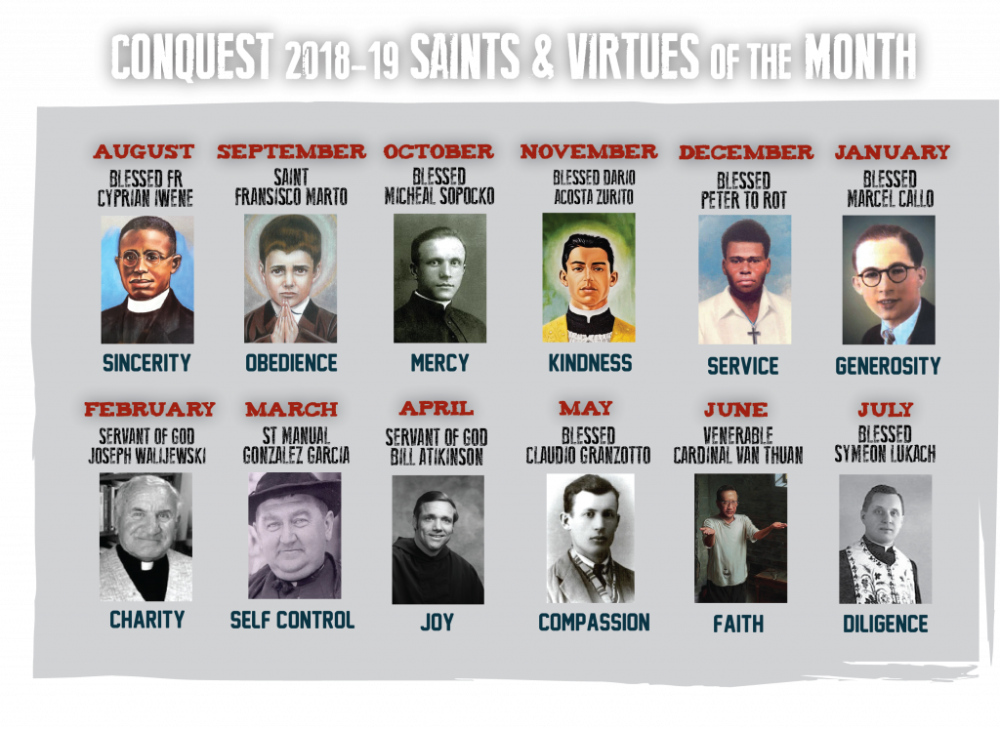 CONQUEST 2018-19 SAINTS & VIRTUES OF THE MONTH
AUGUST
BLESSED FR
CYPRIAN IWENE
SINCERITY
SEPTEMBER
SAINT
FRANSISCO MARTO
OBEDIENCE
OCTOBER
BLESSED
MICHEAL SOPOCKO
MERCY
NOVEMBER
BLESSED DARIO
ACOSTA ZURITO
KINDNESS
DECEMBER
BLESSED
PETER TO ROT
SERVICE
JANUARY
BLESSED
MARCEL CALLO
GENEROSITY
FEBRUARY
SERVANT OF GOD
JOSEPH WALIJEWSKI
CHARITY
MARCH
ST MANUAL
GONZALEZ GARCIA
SELF CONTROL
APRIL
SERVANT OF GOD
BILL ATIKINSON
JOY
MAY
BLESSED
CLAUDIO GRANZOTTO
COMPASSION
JUNE
VENERABLE
CARDINAL VAN THUAN
FAITH
JULY
BLESSED
SYMEON LUKACH
DILIGENCE